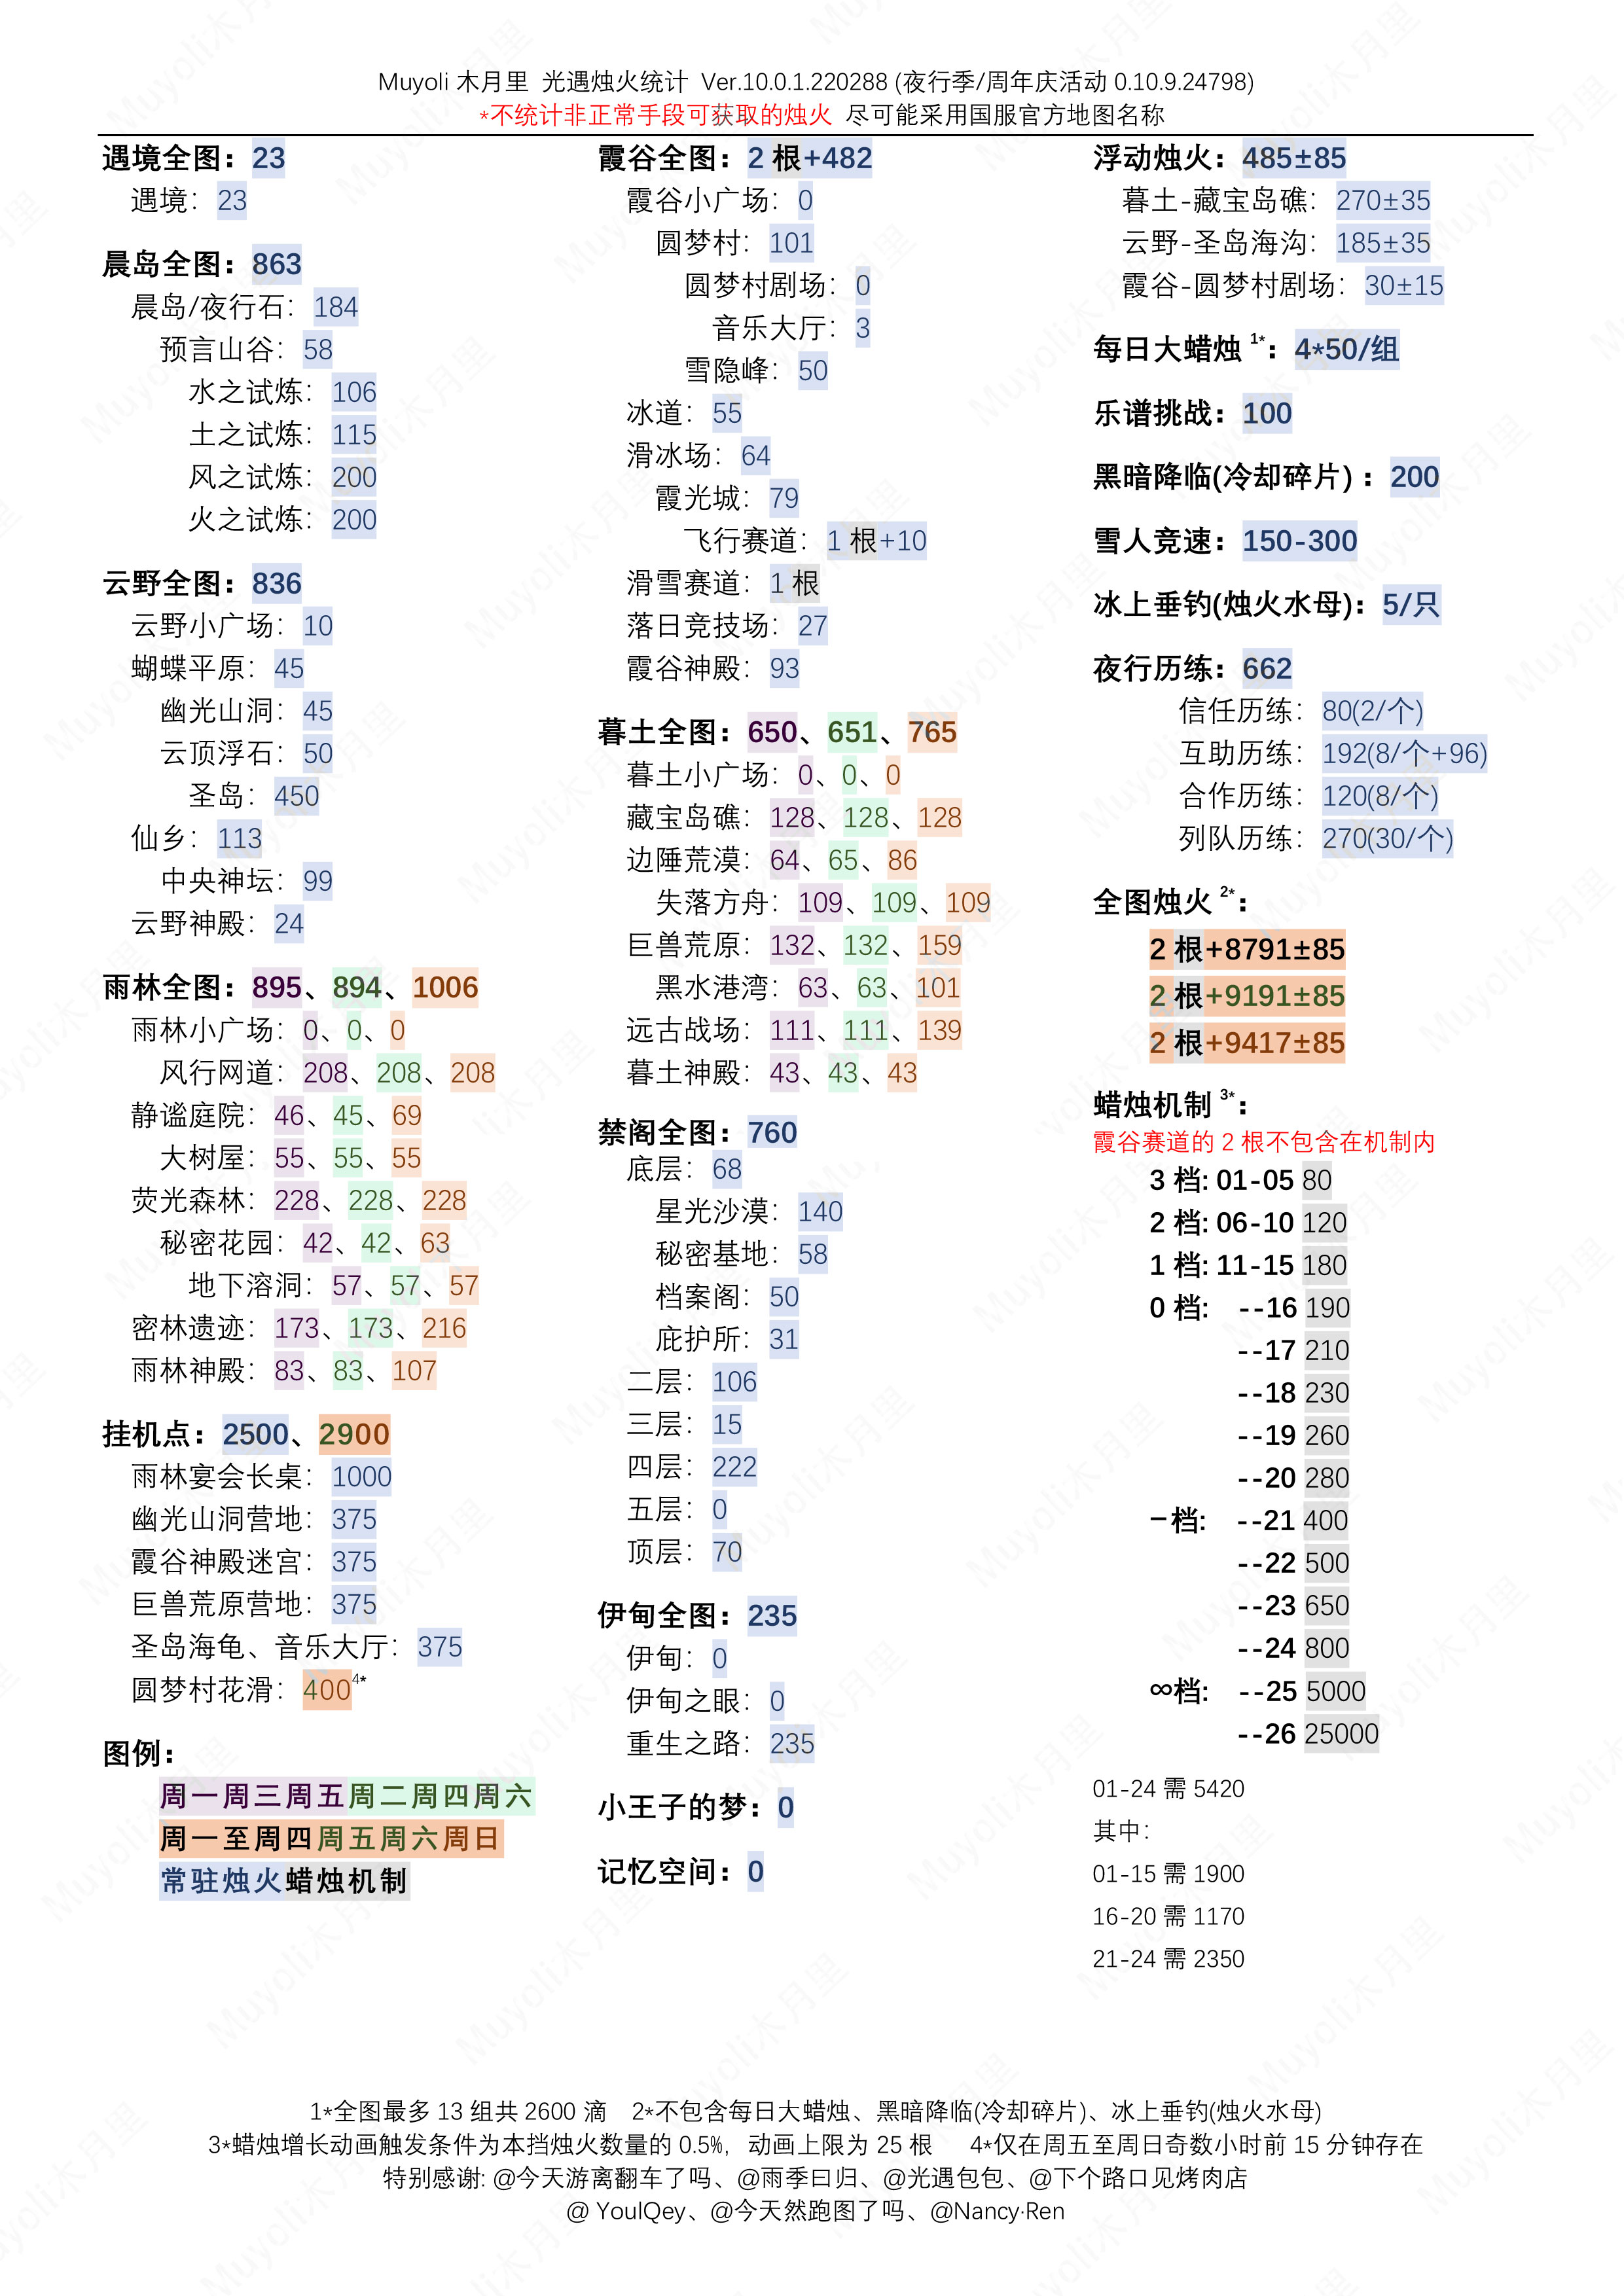 Muyoli 木月里 光遇烛火统计 Ver.10.0.1.220288 (夜行季/周年庆活动 0.10.9.24798)
*不统计非正常手段可获取的烛火 尽可能采用国服官方地图名称
遇境全图：23
遇境：23
晨岛全图：863
晨岛/夜行石：184
预言山谷：58
水之试炼：106
土之试炼：115
风之试炼：200
火之试炼：200
云野全图：836
云野小广场：10
蝴蝶平原：45
幽光山洞：45
云顶浮石：50
圣岛：450
仙乡：113
中央神坛：99
云野神殿：24
雨林全图：895、894、1006
雨林小广场：0、0、0
风行网道：208、208、208
静谧庭院：46、45、69
大树屋：55、55、55
荧光森林：228、228、228
秘密花园：42、42、63
地下溶洞：57、57、57
密林遗迹：173、173、216
雨林神殿：83、83、107
挂机点：2500、2900
雨林宴会长桌：1000
幽光山洞营地：375
霞谷神殿迷宫：375
巨兽荒原营地：375
圣岛海龟、音乐大厅：375
圆梦村花滑：400 4*
图例：
周一周三周五周二周四周六
周一至周四周五周六周日
常驻烛火蜡烛机制
霞谷全图：2 根+482
霞谷小广场：0
圆梦村：101
圆梦村剧场：0
音乐大厅：3
雪隐峰：50
冰道：55
滑冰场：64
霞光城：79
飞行赛道：1 根+10
滑雪赛道：1 根
落日竞技场：27
霞谷神殿：93
暮土全图：650、651、765
暮土小广场：0、0、0
藏宝岛礁：128、128、128
边陲荒漠：64、65、86
失落方舟：109、109、109
巨兽荒原：132、132、159
黑水港湾：63、63、101
远古战场：111、111、139
暮土神殿：43、43、43
禁阁全图：760
底层：68
星光沙漠：140
秘密基地：58
档案阁：50
庇护所：31
二层：106
三层：15
四层：222
五层：0
顶层：70
伊甸全图：235
伊甸：0
伊甸之眼：0
重生之路：235
小王子的梦：0
记忆空间：0
浮动烛火：485±85
暮土-藏宝岛礁：270±35
云野-圣岛海沟：185±35
霞谷-圆梦村剧场：30±15
每日大蜡烛 1*：4*50/组
乐谱挑战：100
黑暗降临(冷却碎片)：200
雪人竞速：150-300
冰上垂钓(烛火水母)：5/只
夜行历练：662
信任历练：80(2/个)
互助历练：192(8/个+96)
合作历练：120(8/个)
列队历练：270(30/个)
全图烛火 2*：
2 根+8791±85
2 根+9191±85
2 根+9417±85
蜡烛机制 3*：
霞谷赛道的 2 根不包含在机制内
3 档: 01-05 80
2 档: 06-10 120
1 档: 11-15 180
0 档: --16 190
--17 210
--18 230
--19 260
--20 280
−档: --21 400
--22 500
--23 650
--24 800
∞档: --25 5000
--26 25000
01-24 需 5420
其中：
01-15 需 1900
16-20 需 1170
21-24 需 2350
1*全图最多 13 组共 2600 滴 2*不包含每日大蜡烛、黑暗降临(冷却碎片)、冰上垂钓(烛火水母)
3*蜡烛增长动画触发条件为本挡烛火数量的 0.5%，动画上限为 25 根 4*仅在周五至周日奇数小时前 15 分钟存在
特别感谢: @今天游离翻车了吗、@雨季曰归、@光遇包包、@下个路口见烤肉店
@ YoulQey、@今天然跑图了吗、@Nancy·Ren